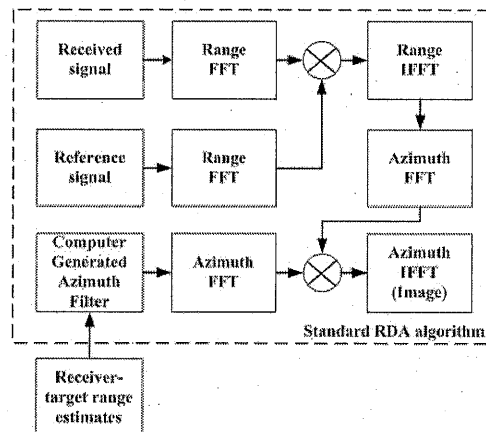 Received
signal
Range
FFT
Range
IFFT
Reference
signal
Range
FFT
Azimuth
FFT
Computer
Generated
Azimuth
Filter
Azimuth
FFT
Azimuth
IFFT
(Image)
Standard RDA algorithm
Receiver-
target range
estimates